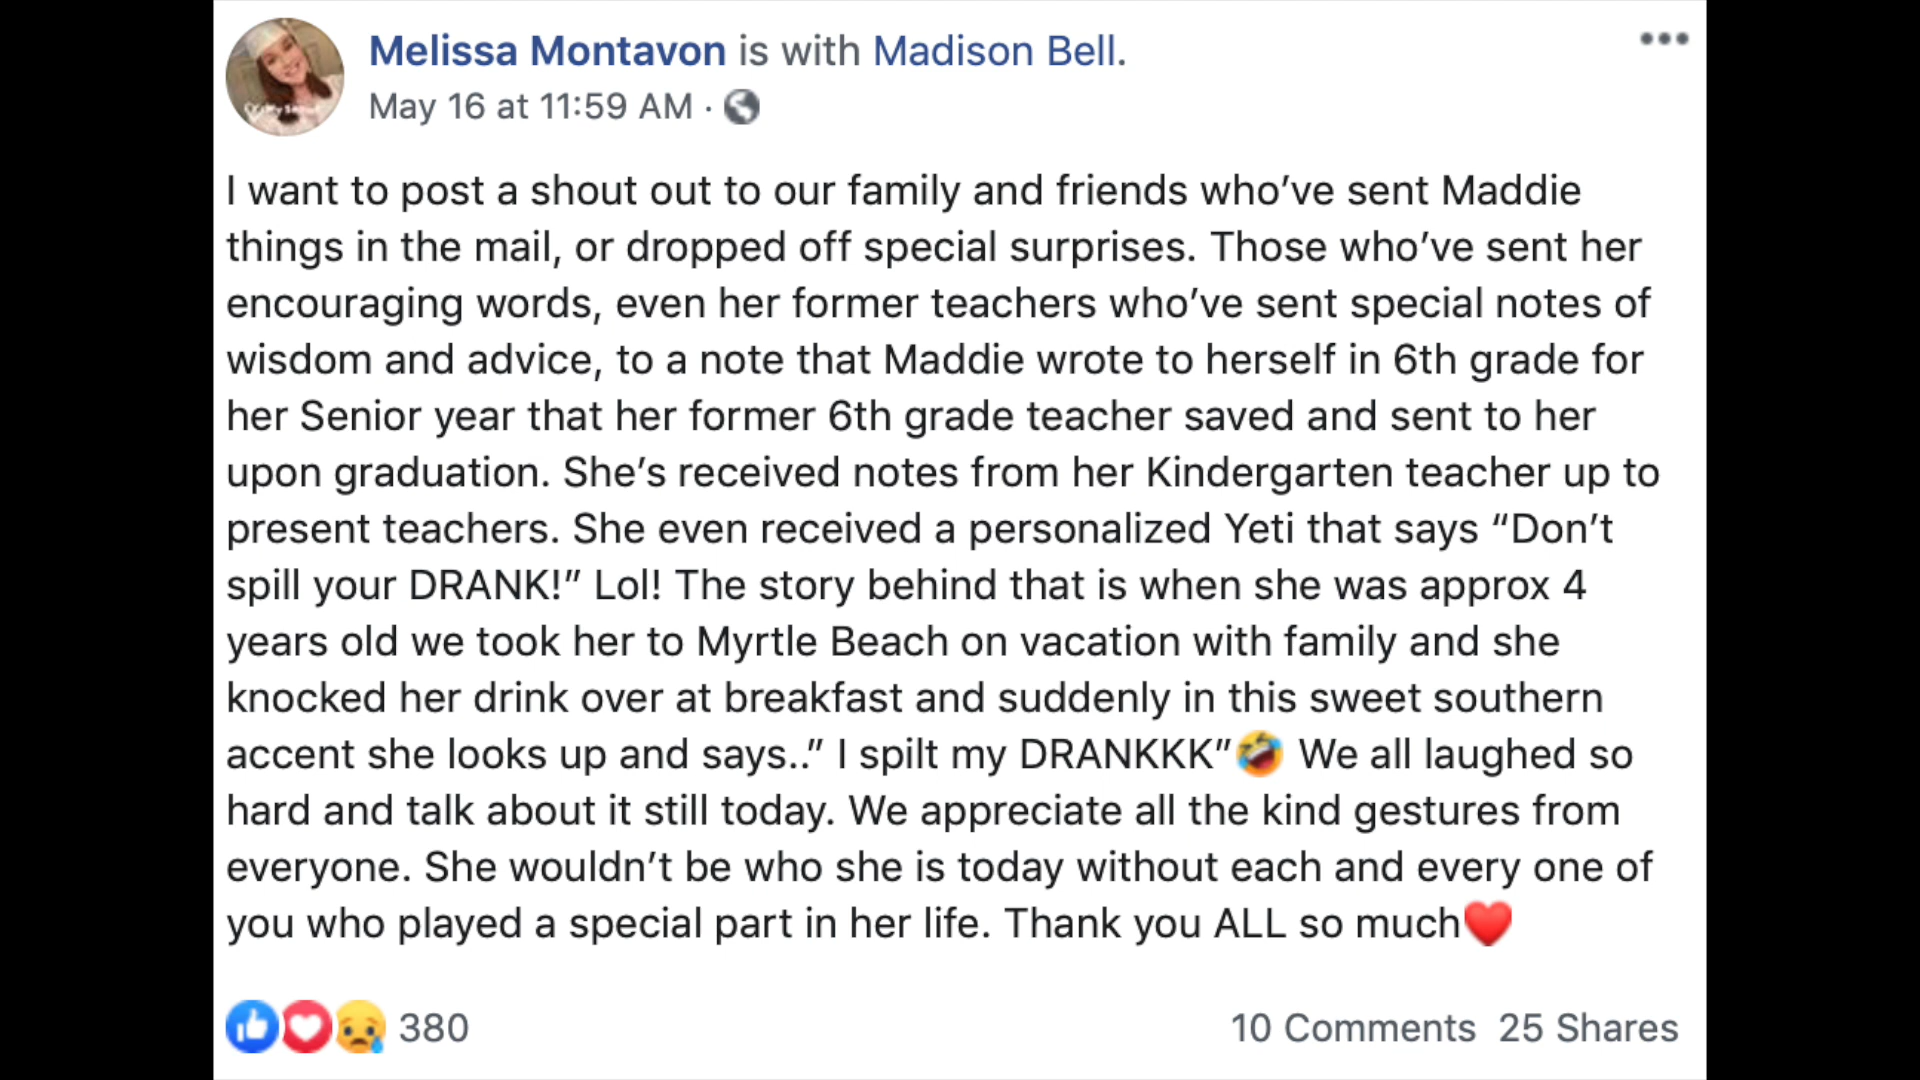 Melissa Montavon is with Madison Bell.
May 16 at 11:59 AM ·
I want to post a shout out to our family and friends who’ve sent Maddie
things in the mail, or dropped off special surprises. Those who’ve sent her
encouraging words, even her former teachers who’ve sent special notes of
wisdom and advice, to a note that Maddie wrote to herself in 6th grade for
her Senior year that her former 6th grade teacher saved and sent to her
upon graduation. She’s received notes from her Kindergarten teacher up to
present teachers. She even received a personalized Yeti that says “Don’t
spill your DRANK!” Lol! The story behind that is when she was approx 4
years old we took her to Myrtle Beach on vacation with family and she
knocked her drink over at breakfast and suddenly in this sweet southern
accent she looks up and says..” I spilt my DRANKKK”🤣 We all laughed so
hard and talk about it still today. We appreciate all the kind gestures from
everyone. She wouldn’t be who she is today without each and every one of
you who played a special part in her life. Thank you ALL so much❤️
380
10 Comments 25 Shares